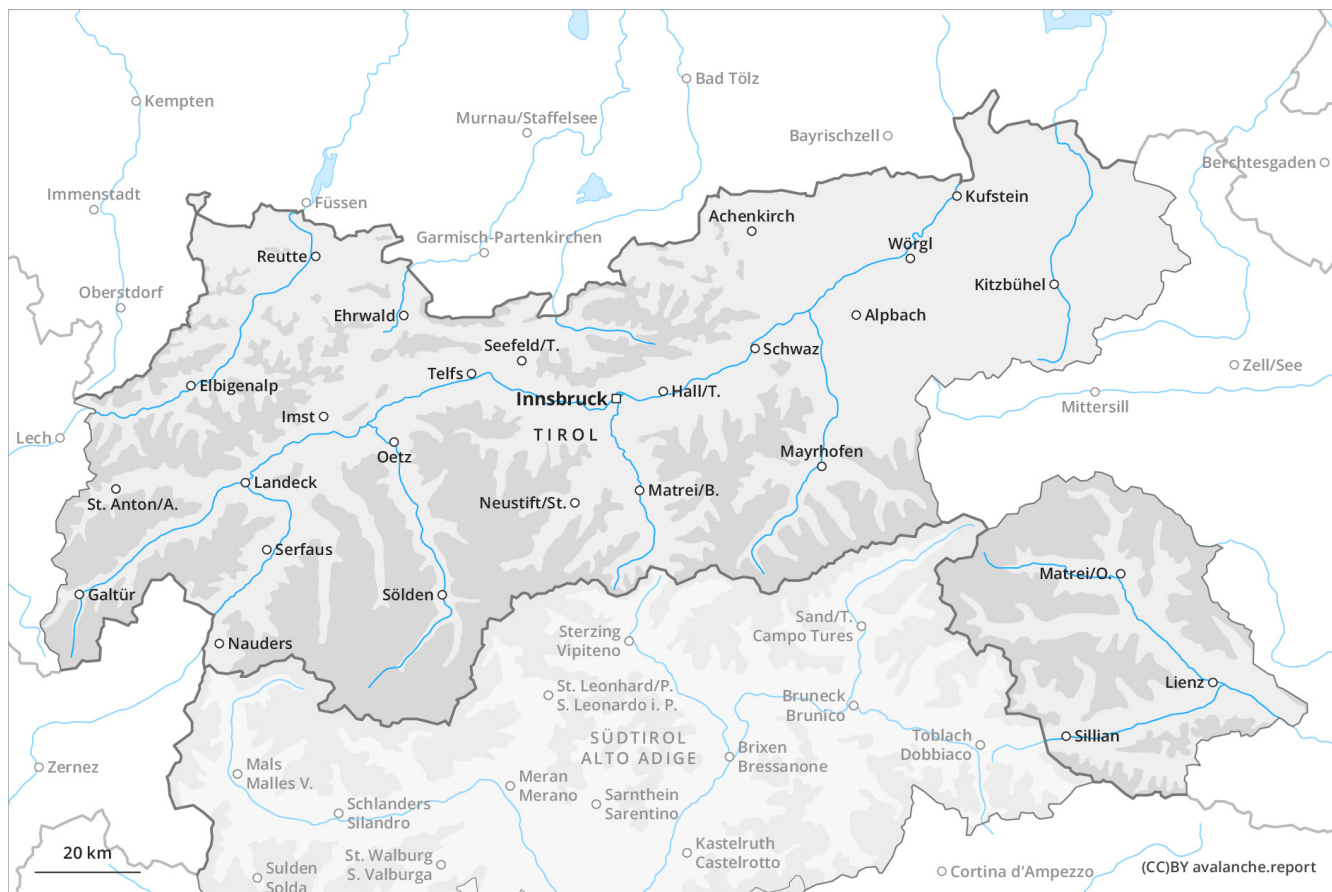 Bad Tölz
Kempten
Murnau/Staffelsee
Bayrischzell
Berchtesgaden
Immenstadt
Kufstein
Füssen
Achenkirch
Garmisch-Partenkirchen
Wörgl
Reutte
Kitzbühel
Oberstdorf
Ehrwald
Alpbach
Seefeld/T.
Schwaz
Zell/See
Telfs
Elbigenalp
Hall/T.
Innsbruck
Mittersill
Imst
TIROL
Lech
Oetz
Mayrhofen
Landeck
Matrei/B.
St. Anton/A.
Neustift/St.
Serfaus
Matrei/O.
Galtür
Sölden
Sand/T.
Campo Tures
Sterzing
Vipiteno
Nauders
Lienz
St. Leonhard/P.
S. Leonardo i. P.
Bruneck
Brunico
Toblach
Dobbiaco
Sillian
SÜDTIROL
ALTO ADIGE
Brixen
Bressanone
Zernez
Mals
Malles V.
Meran
Merano
Schlanders
Silandro
Sarnthein
Sarentino
Kastelruth
Castelrotto
20 km
St. Walburg
S. Valburga
Sulden
Solda
Cortina d'Ampezzo
(CC)BY avalanche.report